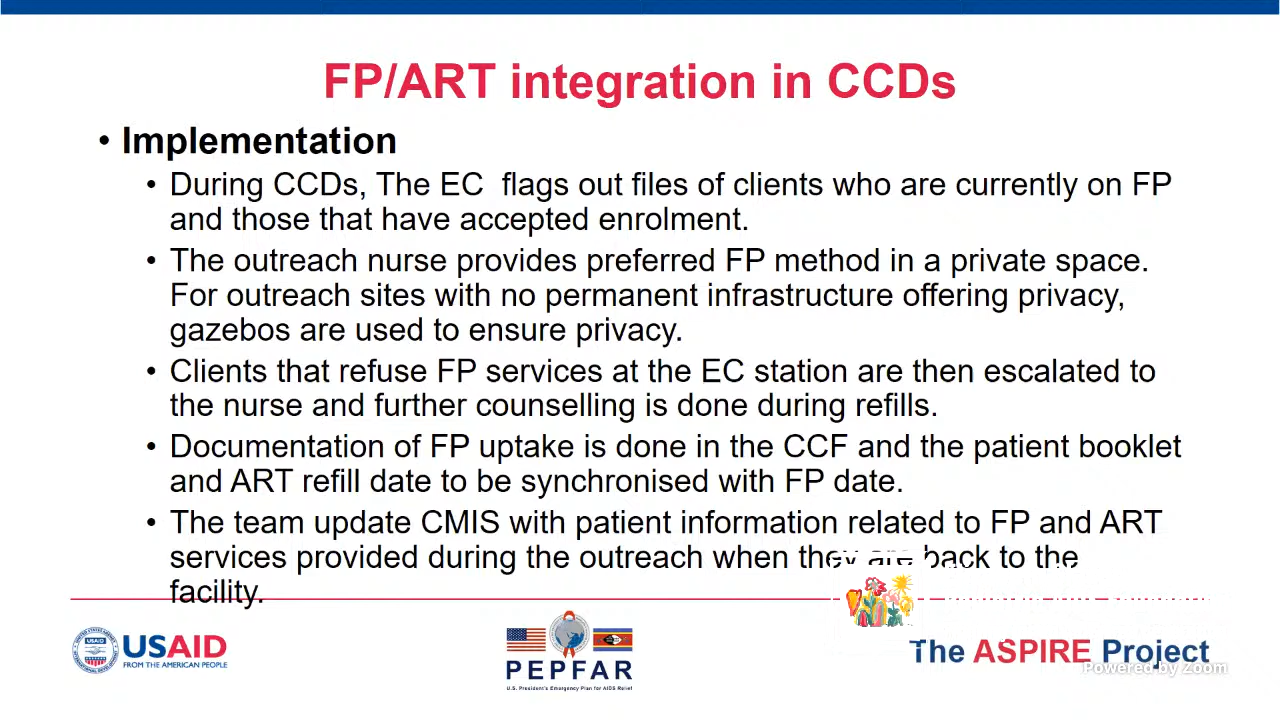 FP/ART integration in CCDs
• Implementation
• During CCDs, The EC flags out files of clients who are currently on FP
and those that have accepted enrolment.
• The outreach nurse provides preferred FP method in a private space.
For outreach sites with no permanent infrastructure offering privacy,
gazebos are used to ensure privacy.
• Clients that refuse FP services at the EC station are then escalated to
the nurse and further counselling is done during refills.
• Documentation of FP uptake is done in the CCF and the patient booklet
and ART refill date to be synchronised with FP date.
• The team update CMIS with patient information related to FP and ART
services provided during the outreach when they are back to the
facility.
USAID
FROM THE AMERICAN PEOPLE
PEPFAR
U.S. President's Emergency Plan for AIDS Relief
The ASPIRE Project
Powered by Zoom